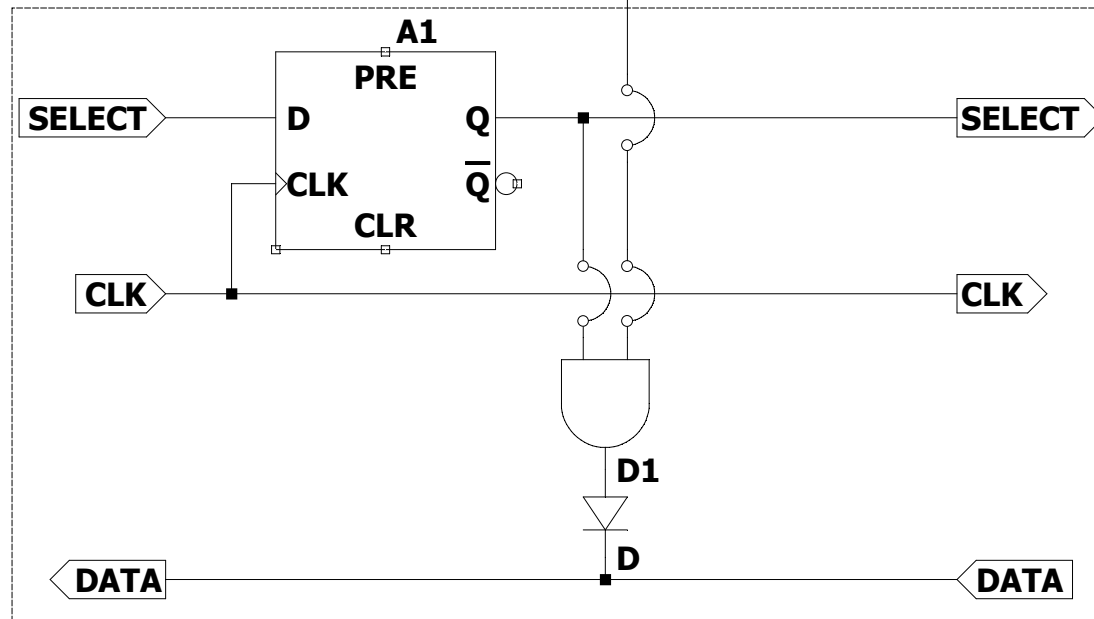 A1
PRE
SELECT
D
Q
SELECT
CLK
Q̅
CLR
CLK
CLK
D1
D
DATA
DATA